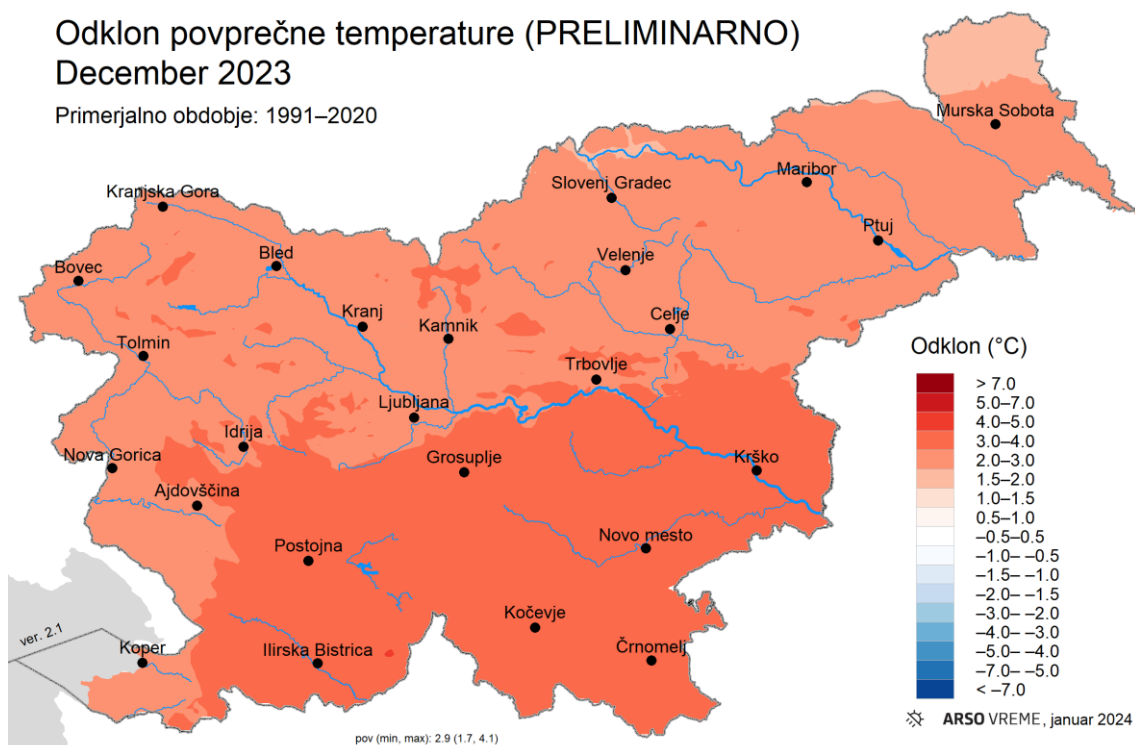 Odklon povprečne temperature (PRELIMINARNO)
December 2023
Primerjalno obdobje: 1991–2020
Murska Sobota
Maribor
Slovenj Gradec
Kranjska Gora
Ptuj
Bled
Velenje
Bovec
Kranj
Kamnik
Celje
Tolmin
Trbovlje
Ljubljana
Idrija
Nova Gorica
Grosuplje
Krško
Ajdovščina
Novo mesto
Postojna
Kočevje
ver. 2.1
Koper
Ilirska Bistrica
Črnomelj
Odklon (°C)
> 7.0
5.0–7.0
4.0–5.0
3.0–4.0
2.0–3.0
1.5–2.0
1.0–1.5
0.5–1.0
–0.5–0.5
–1.0– –0.5
–1.5– –1.0
–2.0– –1.5
–3.0– –2.0
–4.0– –3.0
–5.0– –4.0
–7.0– –5.0
< –7.0
ARSO VREME, januar 2024
pov (min, max): 2.9 (1.7, 4.1)